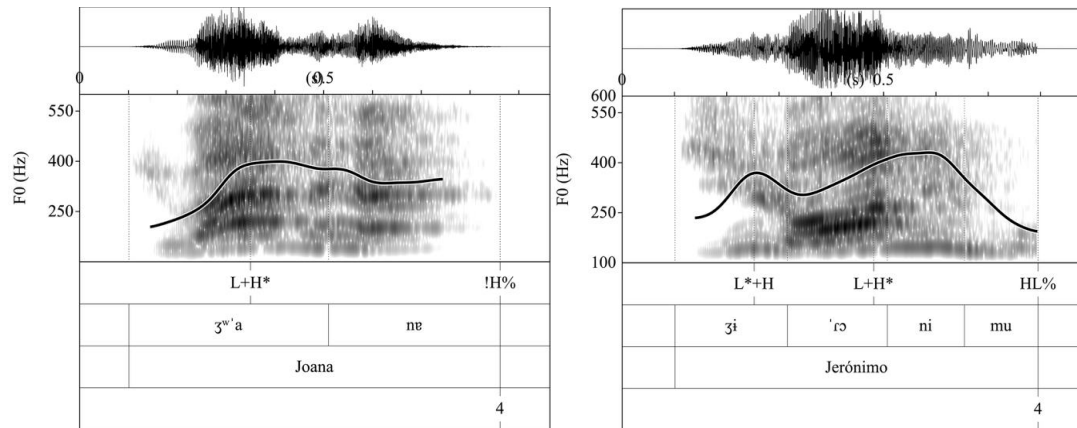 0 (s) 0.5
550
400
250
F0 (Hz)
L+H* !H%
ʒʷˈa nɐ
Joana
4
0 (s) 0.5
600
550
400
250
100
F0 (Hz)
L*+H L+H* HL%
ʒɨ ˈɾɔ ni mu
Jerónimo
4